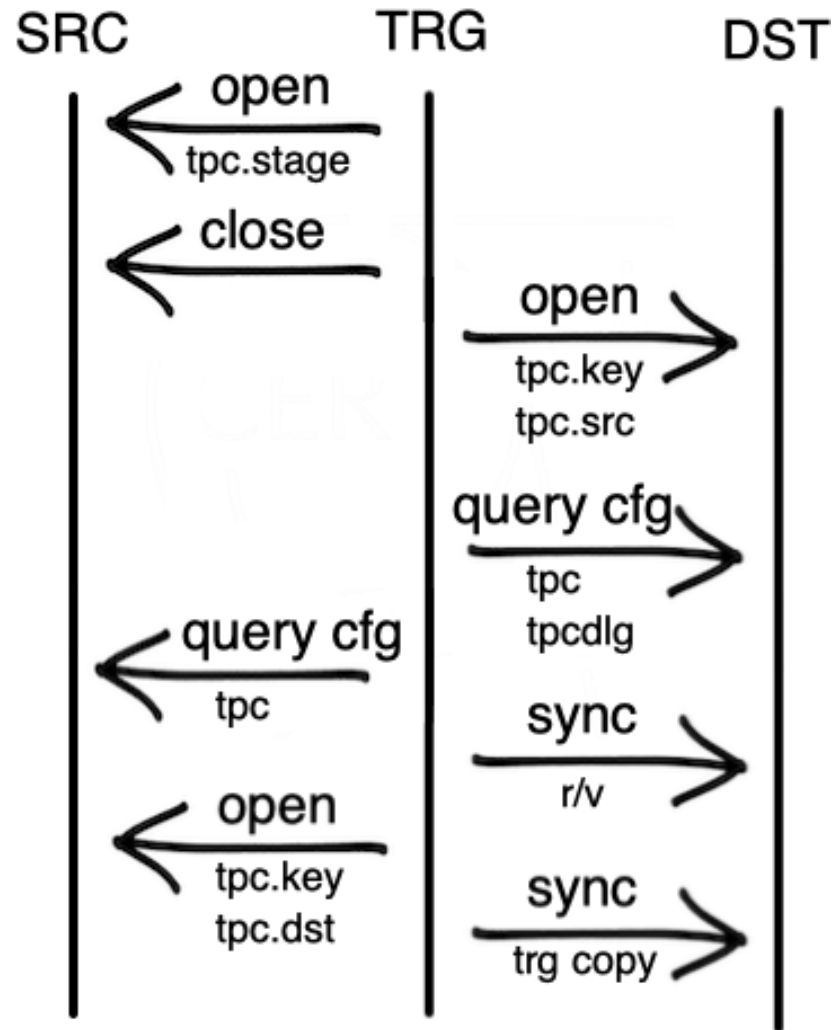 SRC
TRG
DST
open
tpc.stage
close
open
tpc.key
tpc.src
query cfg
tpc
tpcdlg
query cfg
tpc
sync
r/v
open
tpc.key
tpc.dst
sync
trg copy